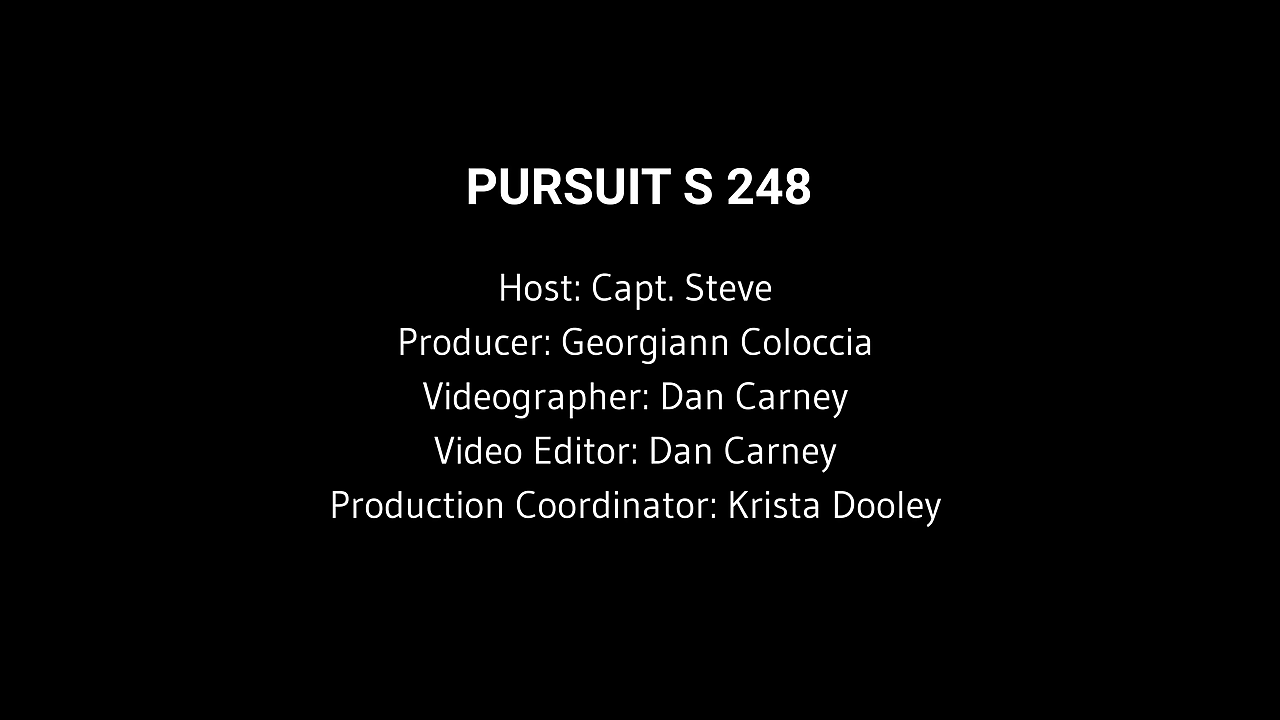 PURSUIT S 248
Host: Capt. Steve
Producer: Georgiann Coloccia
Videographer: Dan Carney
Video Editor: Dan Carney
Production Coordinator: Krista Dooley